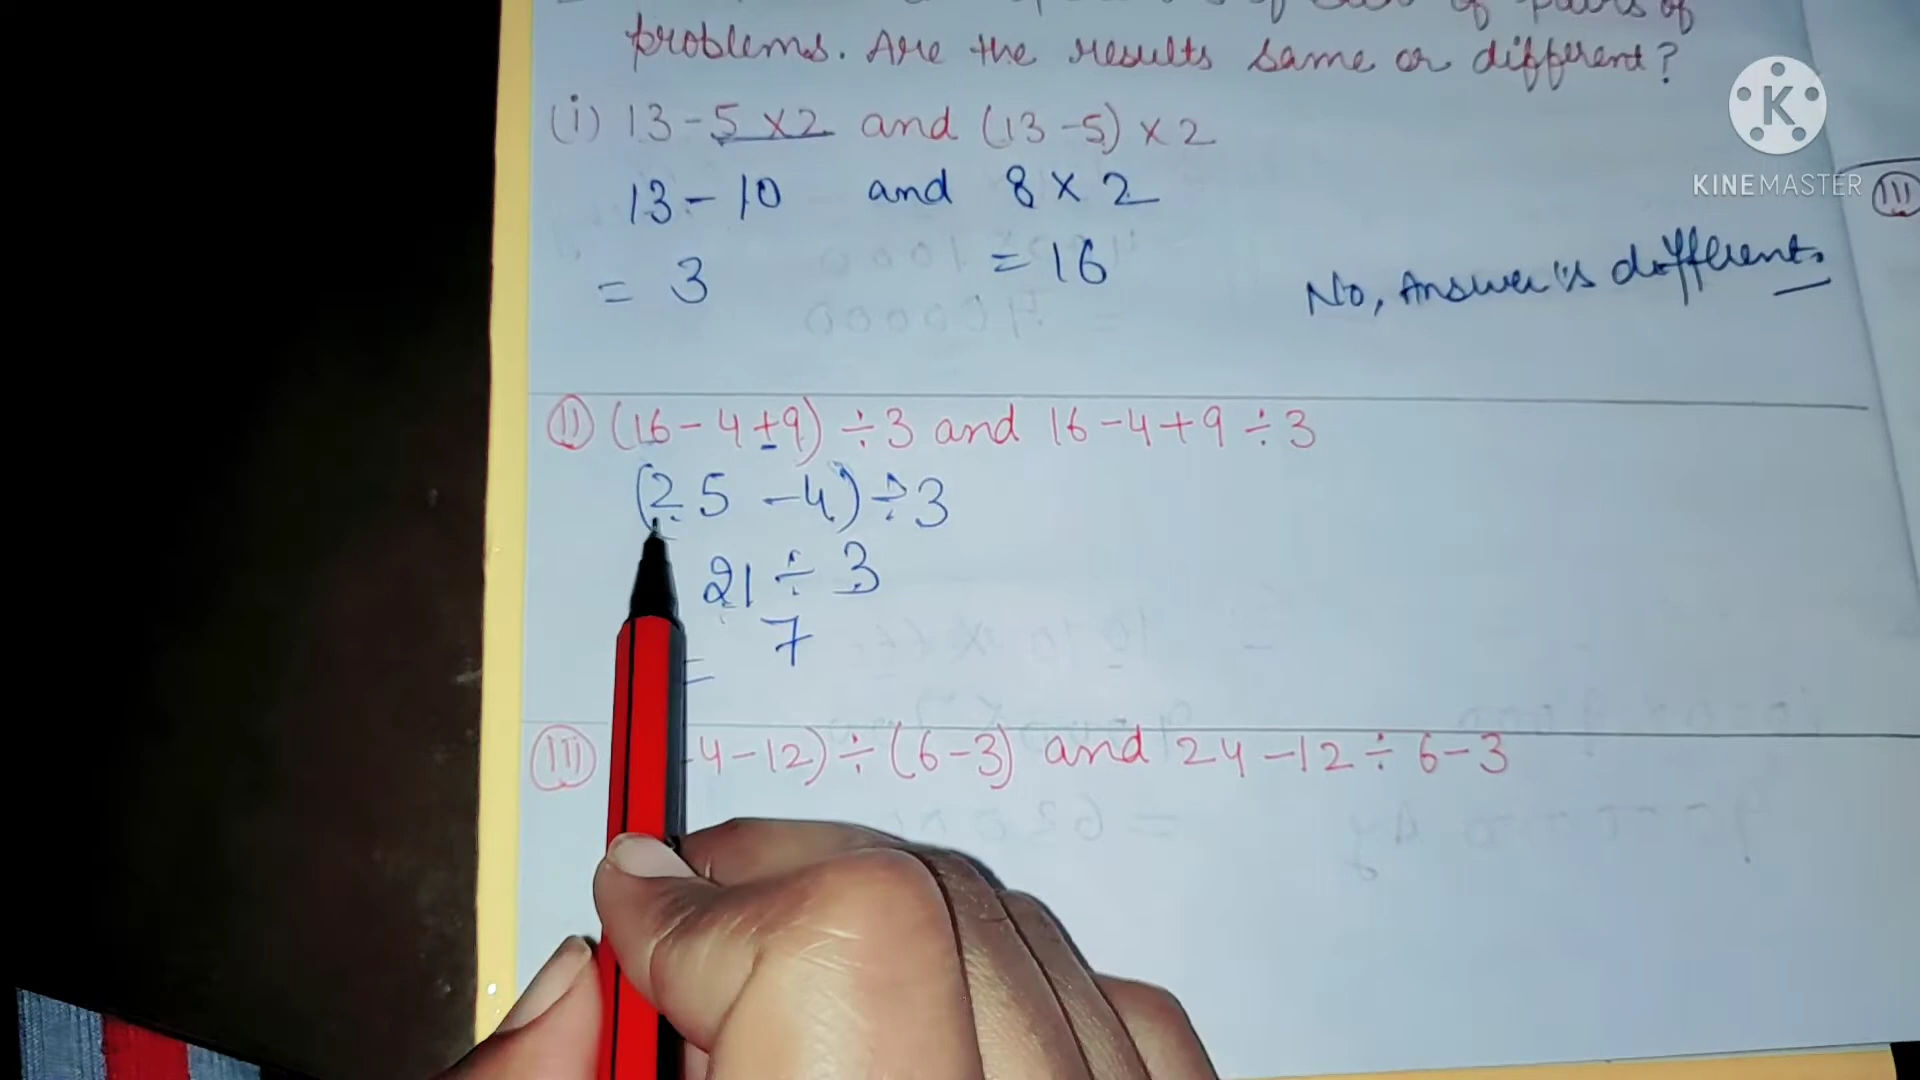 problems. Are the results same or different?
(i) 13-5×2 and (13-5)×2
13-10 and 8×2
= 3 = 16
No, Answer is different.
(II) (16-4+9)÷3 and 16-4+9÷3
(25-4)÷3
21÷3
= 7
(III) 4-12)÷(6-3) and 24-12÷6-3
K
KINEMASTER
(III)